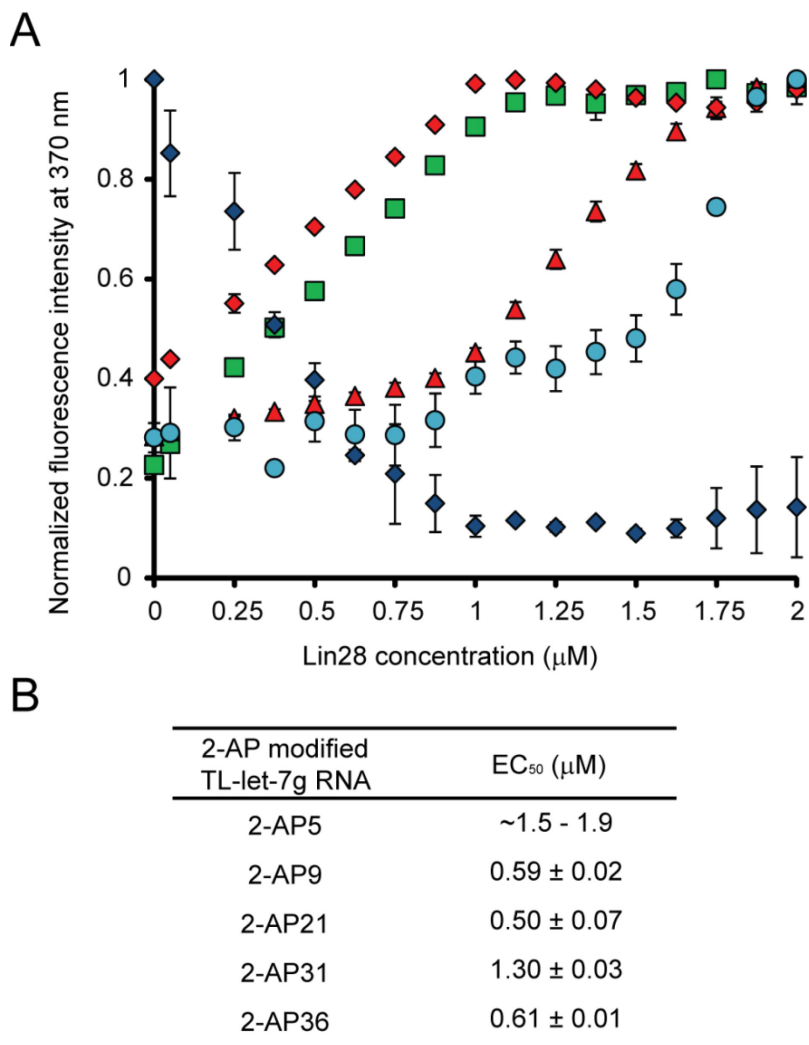 A
Normalized fluorescence intensity at 370 nm
1
0.8
0.6
0.4
0.2
0
0 0.25 0.5 0.75 1 1.25 1.5 1.75 2
Lin28 concentration (μM)
B
2-AP modified
TL-let-7g RNA
EC₅₀ (μM)
2-AP5 ~1.5 - 1.9
2-AP9 0.59 ± 0.02
2-AP21 0.50 ± 0.07
2-AP31 1.30 ± 0.03
2-AP36 0.61 ± 0.01